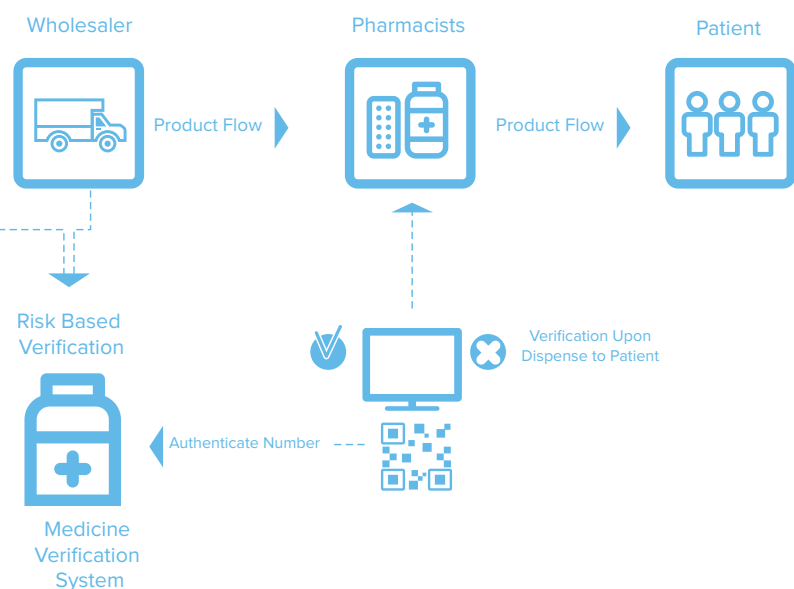 Wholesaler
Pharmacists
Patient
Product Flow
Product Flow
Risk Based
Verification
Verification Upon
Dispense to Patient
Authenticate Number
Medicine
Verification
System